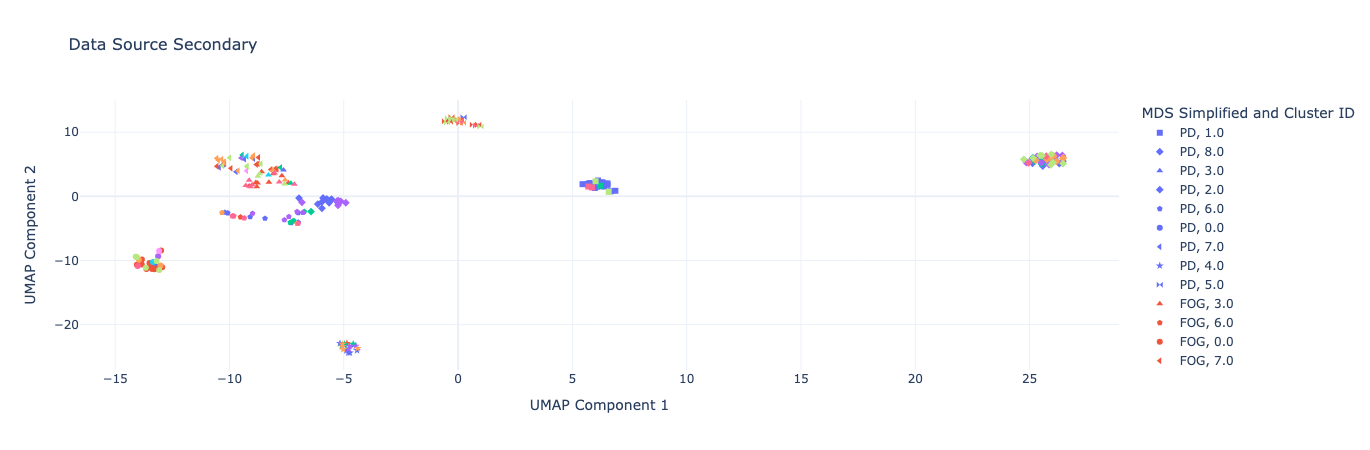 Data Source Secondary
MDS Simplified and Cluster ID
PD, 1.0
PD, 8.0
PD, 3.0
PD, 2.0
PD, 6.0
PD, 0.0
PD, 7.0
PD, 4.0
PD, 5.0
FOG, 3.0
FOG, 6.0
FOG, 0.0
FOG, 7.0
UMAP Component 2
10
0
−10
−20
−15
−10
−5
0
5
10
15
20
25
UMAP Component 1